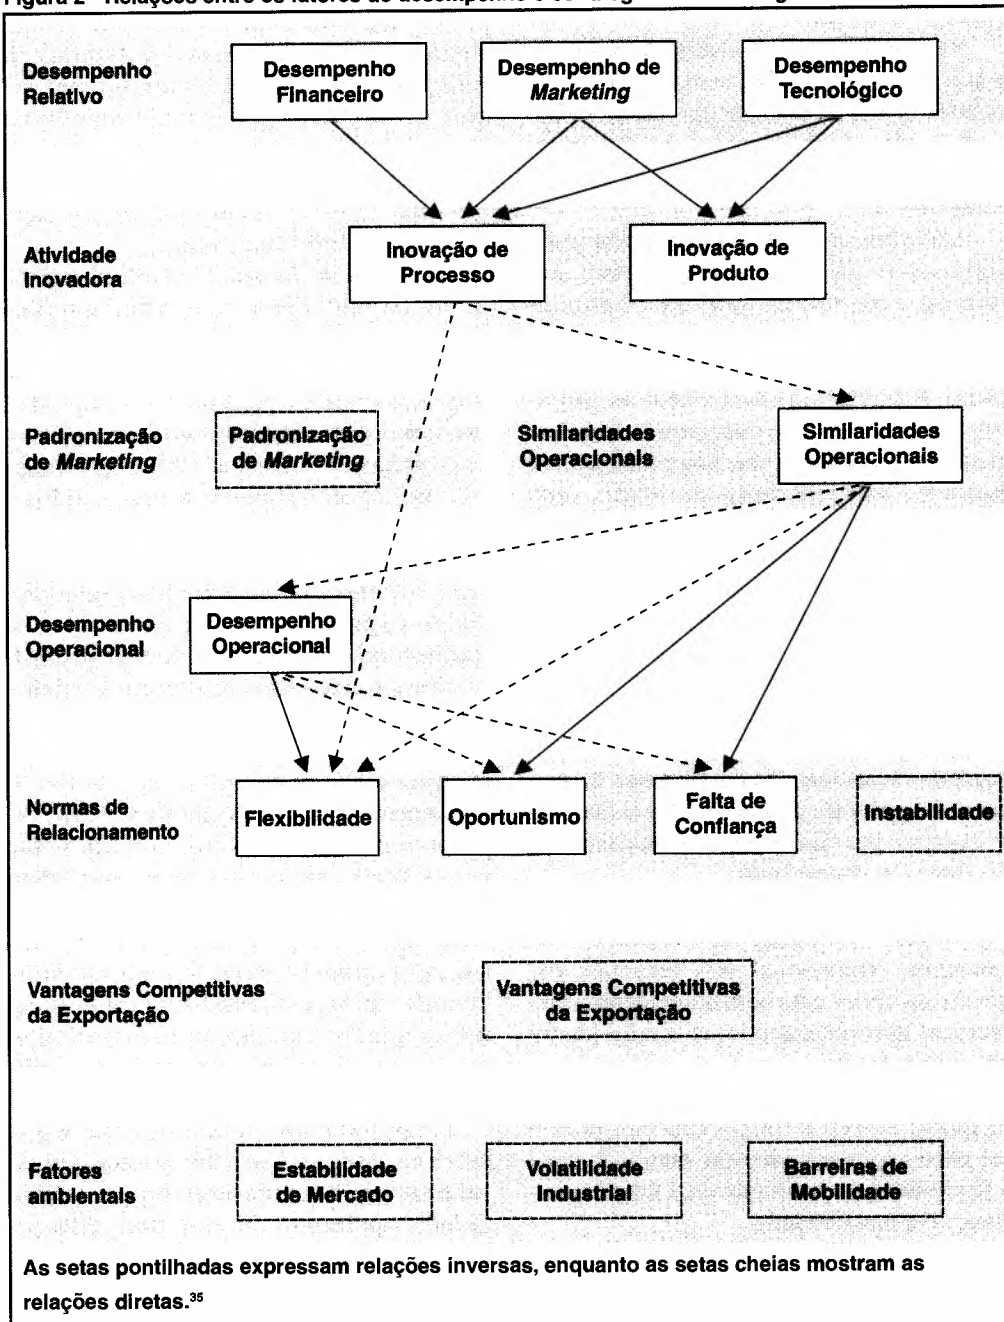 Desempenho
Relativo
Desempenho
Financeiro
Desempenho de
Marketing
Desempenho
Tecnológico
Atividade
Inovadora
Inovação de
Processo
Inovação de
Produto
Padronização
de Marketing
Padronização
de Marketing
Similaridades
Operacionais
Similaridades
Operacionais
Desempenho
Operacional
Desempenho
Operacional
Normas de
Relacionamento
Flexibilidade
Oportunismo
Falta de
Confiança
Instabilidade
Vantagens Competitivas
da Exportação
Vantagens Competitivas
da Exportação
Fatores
ambientais
Estabilidade
de Mercado
Volatilidade
Industrial
Barreiras de
Mobilidade
As setas pontilhadas expressam relações inversas, enquanto as setas cheias mostram as
relações diretas.³⁵